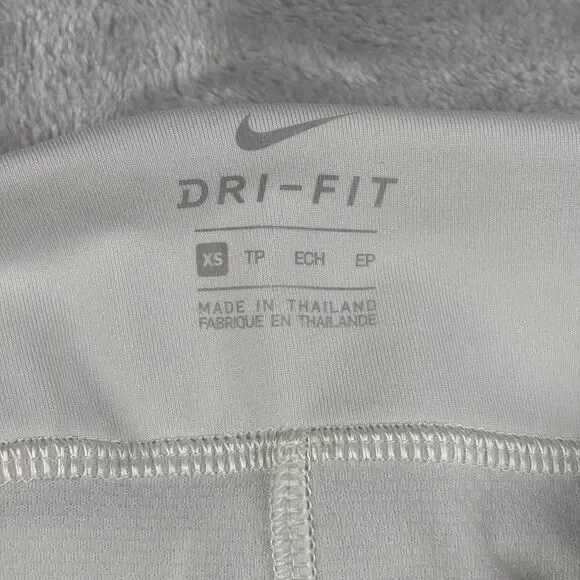 DRI-FIT
XS TP ECH EP
MADE IN THAILAND
FABRIQUE EN THAILANDE